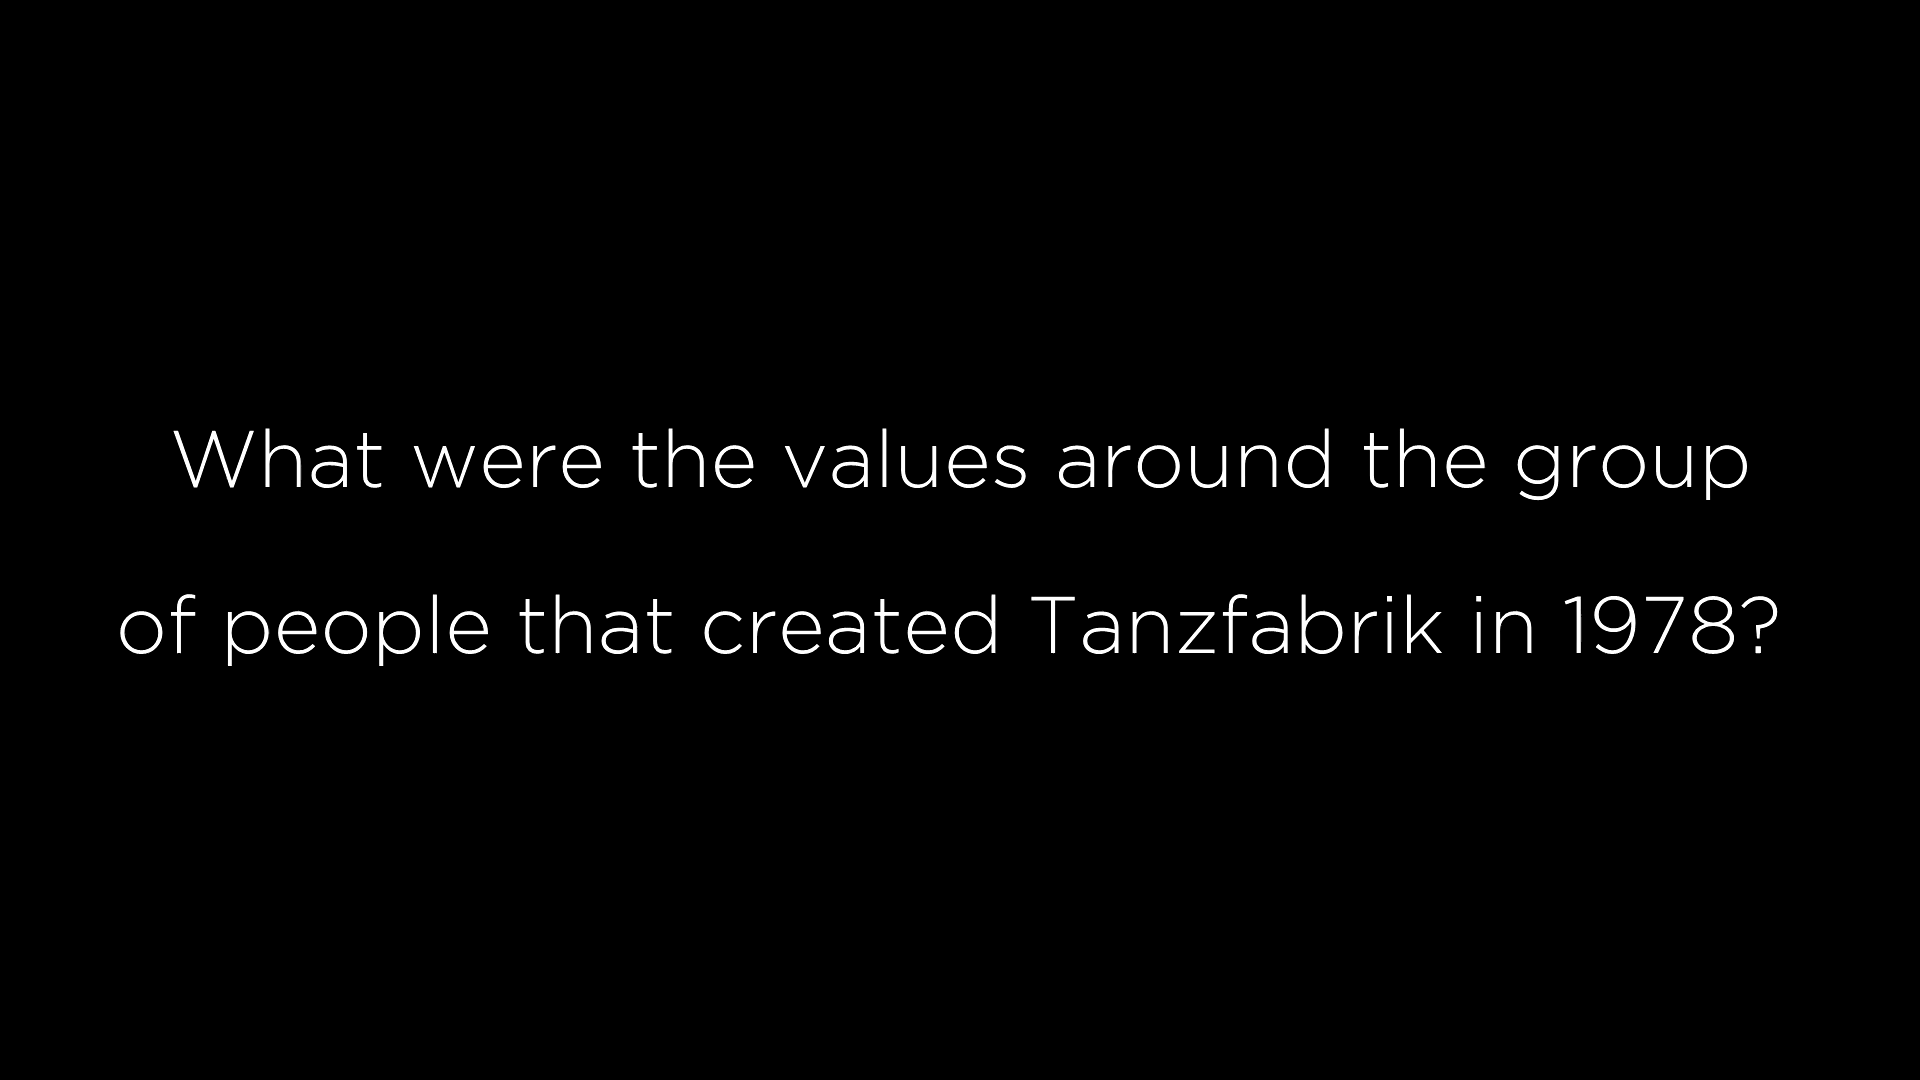 What were the values around the group
of people that created Tanzfabrik in 1978?